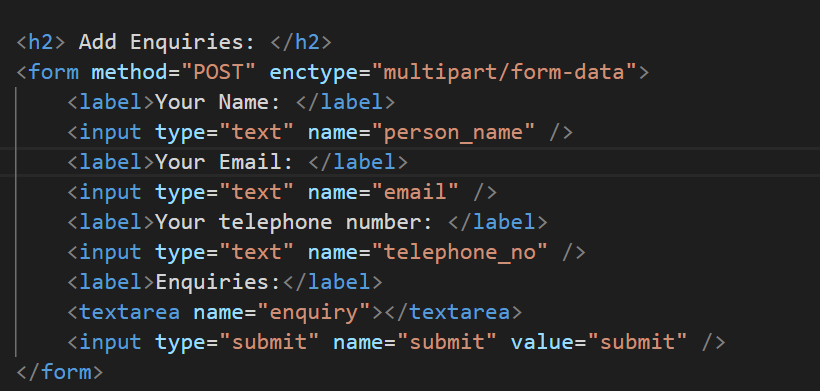 <h2> Add Enquiries: </h2>
<form method="POST" enctype="multipart/form-data">
<label>Your Name: </label>
<input type="text" name="person_name" />
<label>Your Email: </label>
<input type="text" name="email" />
<label>Your telephone number: </label>
<input type="text" name="telephone_no" />
<label>Enquiries:</label>
<textarea name="enquiry"></textarea>
<input type="submit" name="submit" value="submit" />
</form>